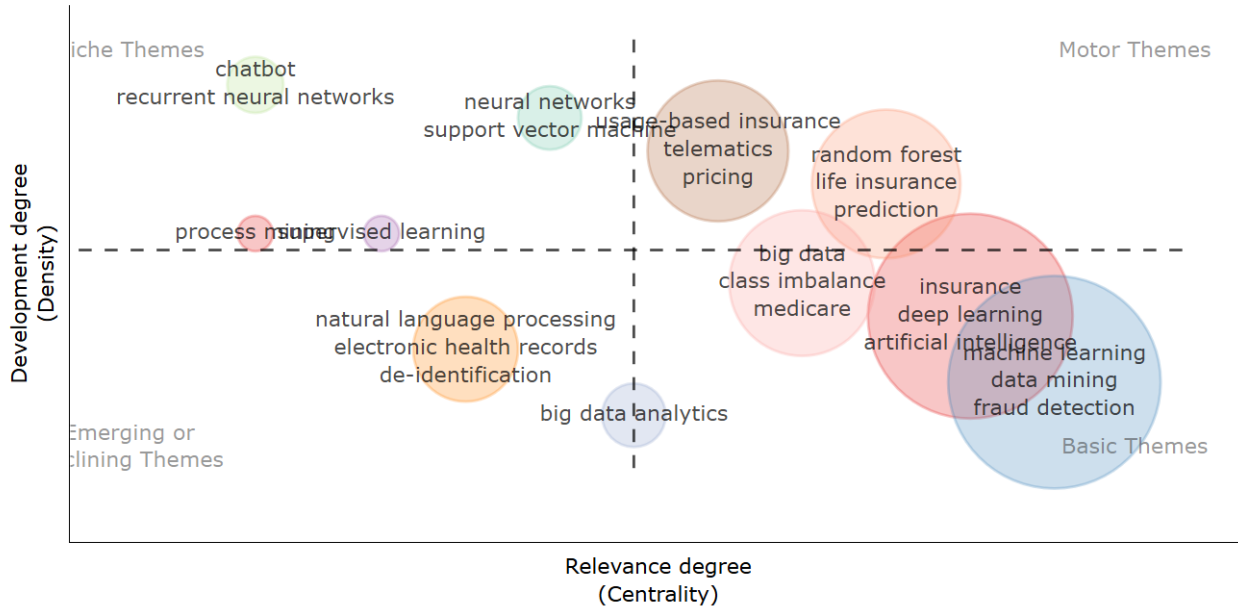 iche Themes
Motor Themes
chatbot
recurrent neural networks
neural networks
support vector machine
usage-based insurance
telematics
pricing
random forest
life insurance
prediction
process mining
supervised learning
big data
class imbalance
medicare
insurance
deep learning
artificial intelligence
machine learning
data mining
fraud detection
natural language processing
electronic health records
de-identification
big data analytics
Emerging or
clining Themes
Basic Themes
Development degree
(Density)
Relevance degree
(Centrality)